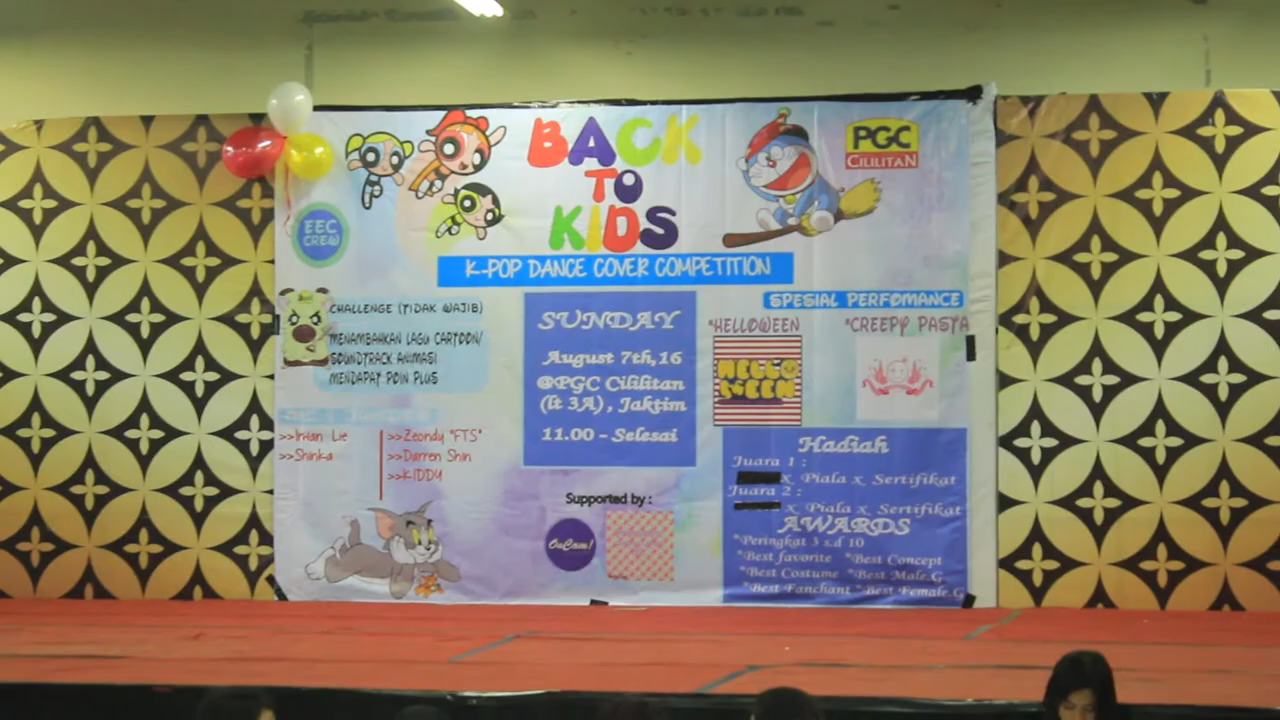 BACK
TO
KIDS
PGC
CILILITAN
EEC
CREW
K-POP DANCE COVER COMPETITION
CHALLENGE (TIDAK WAJIB)
MENAMBAHKAN LAGU CARTOON/
SOUNDTRACK ANIMASI
MENDAPAT POIN PLUS
>>Irvan Lie
>>Shinka
>>Zeondy "FTS"
>>Darren Shin
>>KIDDY
SUNDAY
August 7th,16
@PGC Cililitan
(lt 3A) , Jaktim
11.00 - Selesai
Supported by :
OuCam!
SPESIAL PERFOMANCE
*HELLOWEEN
*CREEPY PASTA
HELLO
WEEN
Hadiah
Juara 1 :
x Piala x Sertifikat
Juara 2 :
x Piala x Sertifikat
AWARDS
*Peringkat 3 s.d 10
*Best favorite *Best Concept
*Best Costume *Best Male.G
*Best Fanchant *Best Female.G